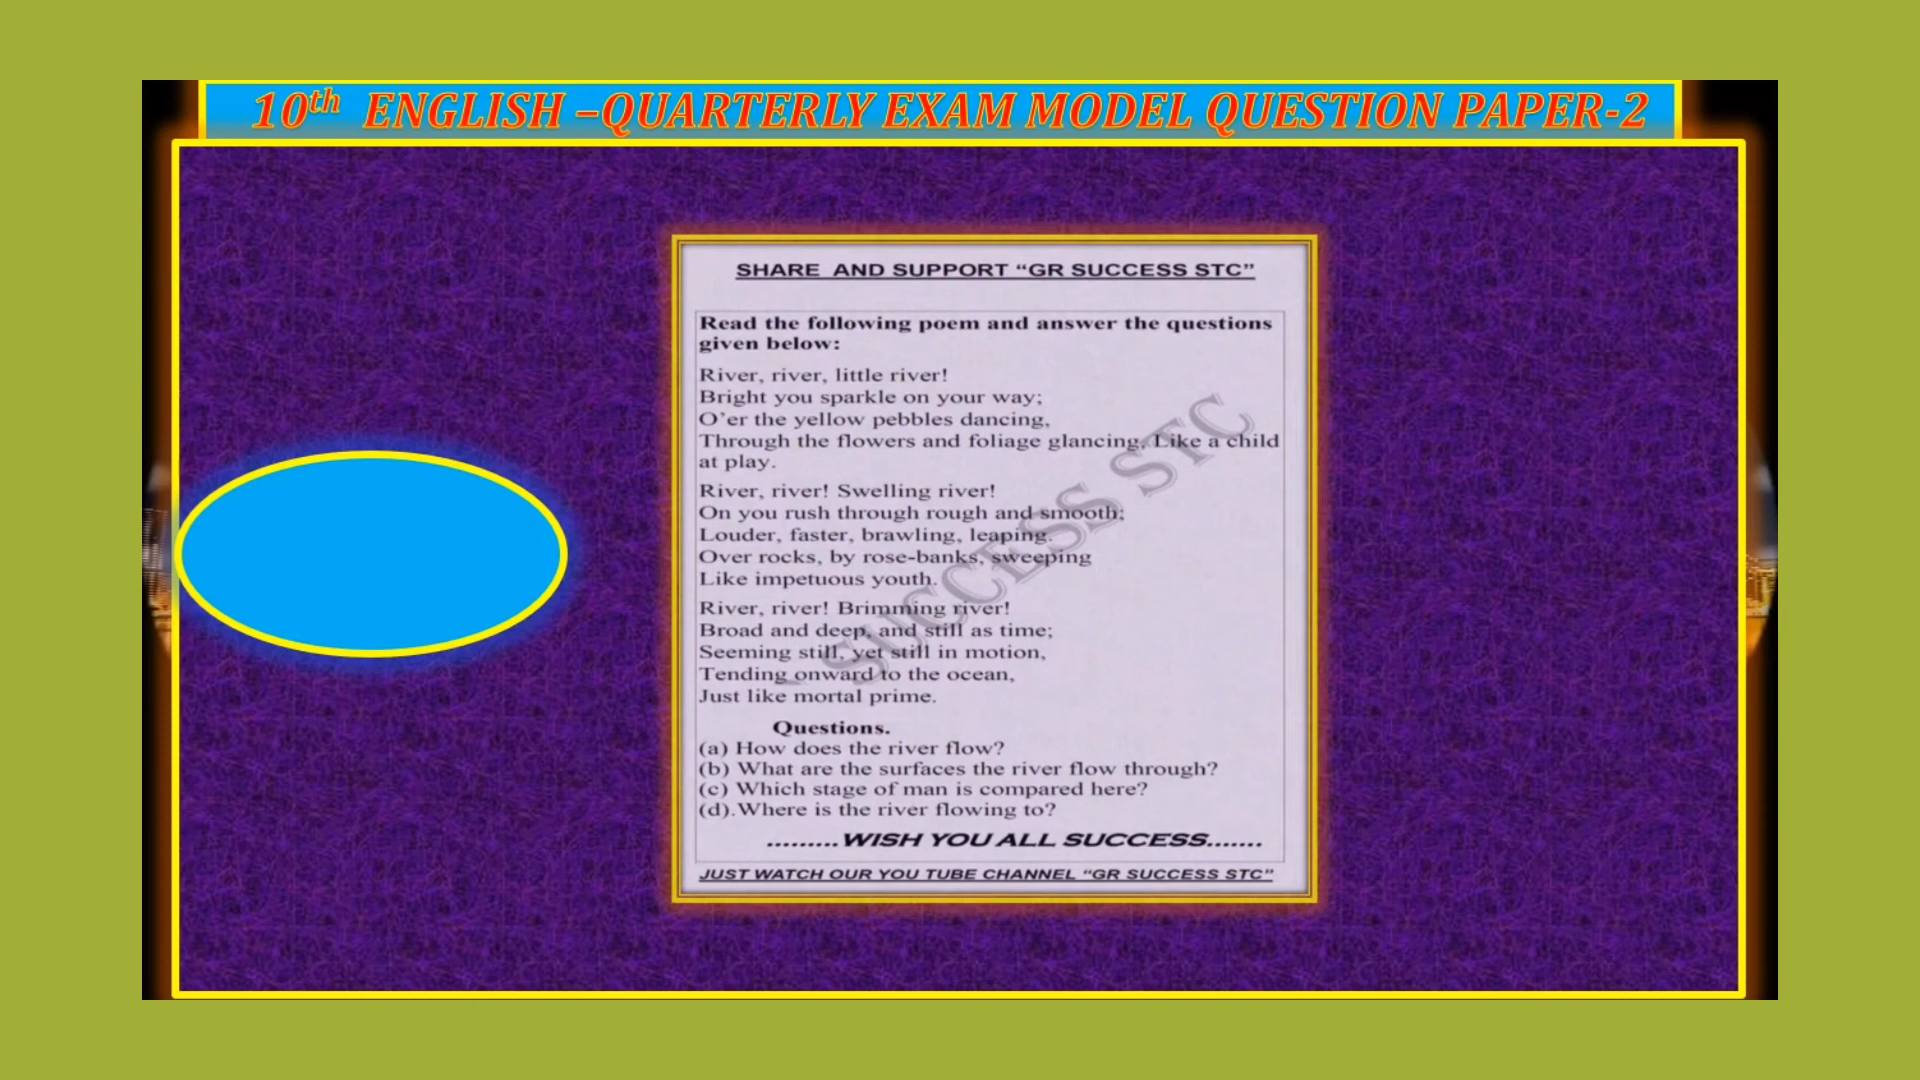 10th ENGLISH –QUARTERLY EXAM MODEL QUESTION PAPER-2
SHARE AND SUPPORT “GR SUCCESS STC”
Read the following poem and answer the questions
given below:
River, river, little river!
Bright you sparkle on your way;
O’er the yellow pebbles dancing,
Through the flowers and foliage glancing, Like a child
at play.
River, river! Swelling river!
On you rush through rough and smooth;
Louder, faster, brawling, leaping.
Over rocks, by rose-banks, sweeping
Like impetuous youth.
River, river! Brimming river!
Broad and deep, and still as time;
Seeming still, yet still in motion,
Tending onward to the ocean,
Just like mortal prime.
Questions.
(a) How does the river flow?
(b) What are the surfaces the river flow through?
(c) Which stage of man is compared here?
(d).Where is the river flowing to?
.........WISH YOU ALL SUCCESS.......
JUST WATCH OUR YOU TUBE CHANNEL “GR SUCCESS STC”
SUCCESS STC